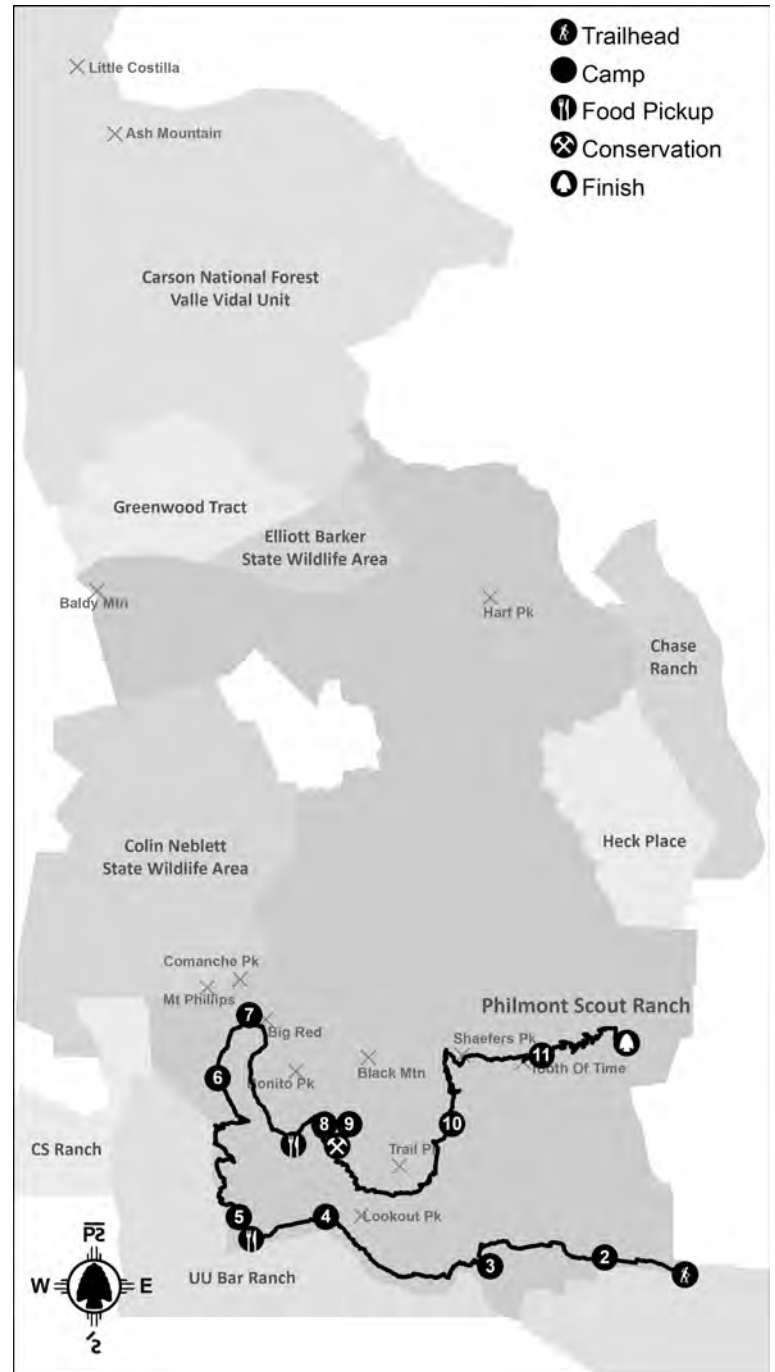 Trailhead
Camp
Food Pickup
Conservation
Finish
Little Costilla
Ash Mountain
Carson National Forest
Valle Vidal Unit
Greenwood Tract
Elliott Barker
State Wildlife Area
Baldy Mtn
Hart Pk
Chase
Ranch
Heck Place
Colin Neblett
State Wildlife Area
Comanche Pk
Mt Phillips
Philmont Scout Ranch
7
Big Red
Shaefers Pk
11
Tooth Of Time
Black Mtn
Bonito Pk
6
8
9
10
CS Ranch
Trail Pk
5
4
Lookout Pk
2
3
UU Bar Ranch
W
E